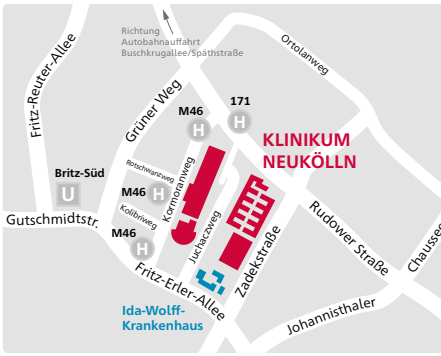 Richtung
Autobahnauffahrt
Buschkrugallee/Späthstraße
Ortolanweg
Fritz-Reuter-Allee
Grüner Weg
M46
H
171
H
KLINIKUM
NEUKÖLLN
Rotschwanzweg
Britz-Süd
U
M46
H
Kormoranweg
Kolibriweg
Gutschmidtstr.
M46
H
Juchaczweg
Zadekstraße
Rudower Straße
Chaussee
Fritz-Erler-Allee
Ida-Wolff-
Krankenhaus
Johannisthaler